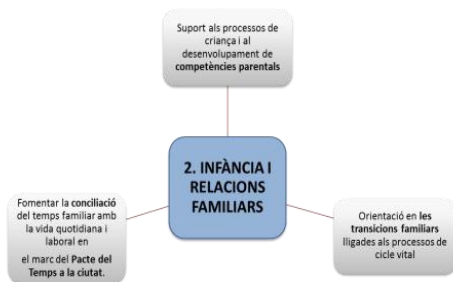 Suport als processos de
criança i al
desenvolupament de
competències parentals
2. INFÀNCIA I
RELACIONS
FAMILIARS
Fomentar la conciliació
del temps familiar amb
la vida quotidiana i
laboral en
el marc del Pacte del
Temps a la ciutat.
Orientació en les
transicions familiars
lligades als processos de
cicle vital